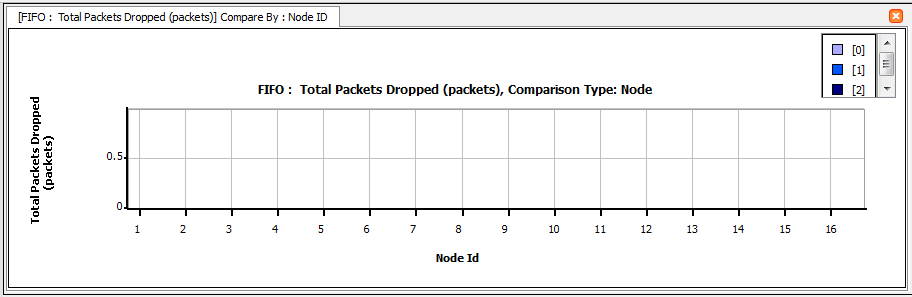 [FIFO : Total Packets Dropped (packets)] Compare By : Node ID
[0]
[1]
[2]
FIFO : Total Packets Dropped (packets), Comparison Type: Node
Total Packets Dropped
(packets)
0.5
0
1 2 3 4 5 6 7 8 9 10 11 12 13 14 15 16
Node Id